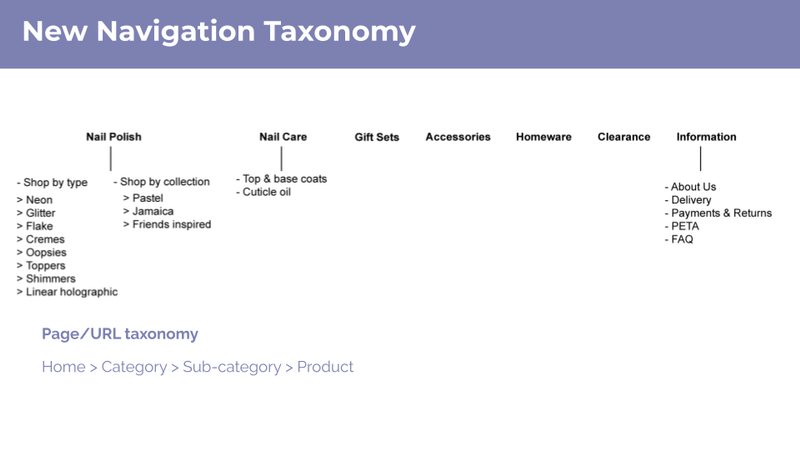 New Navigation Taxonomy
Nail Polish
- Shop by type
> Neon
> Glitter
> Flake
> Cremes
> Oopsies
> Toppers
> Shimmers
> Linear holographic
- Shop by collection
> Pastel
> Jamaica
> Friends inspired
Nail Care
- Top & base coats
- Cuticle oil
Gift Sets
Accessories
Homeware
Clearance
Information
- About Us
- Delivery
- Payments & Returns
- PETA
- FAQ
Page/URL taxonomy
Home > Category > Sub-category > Product